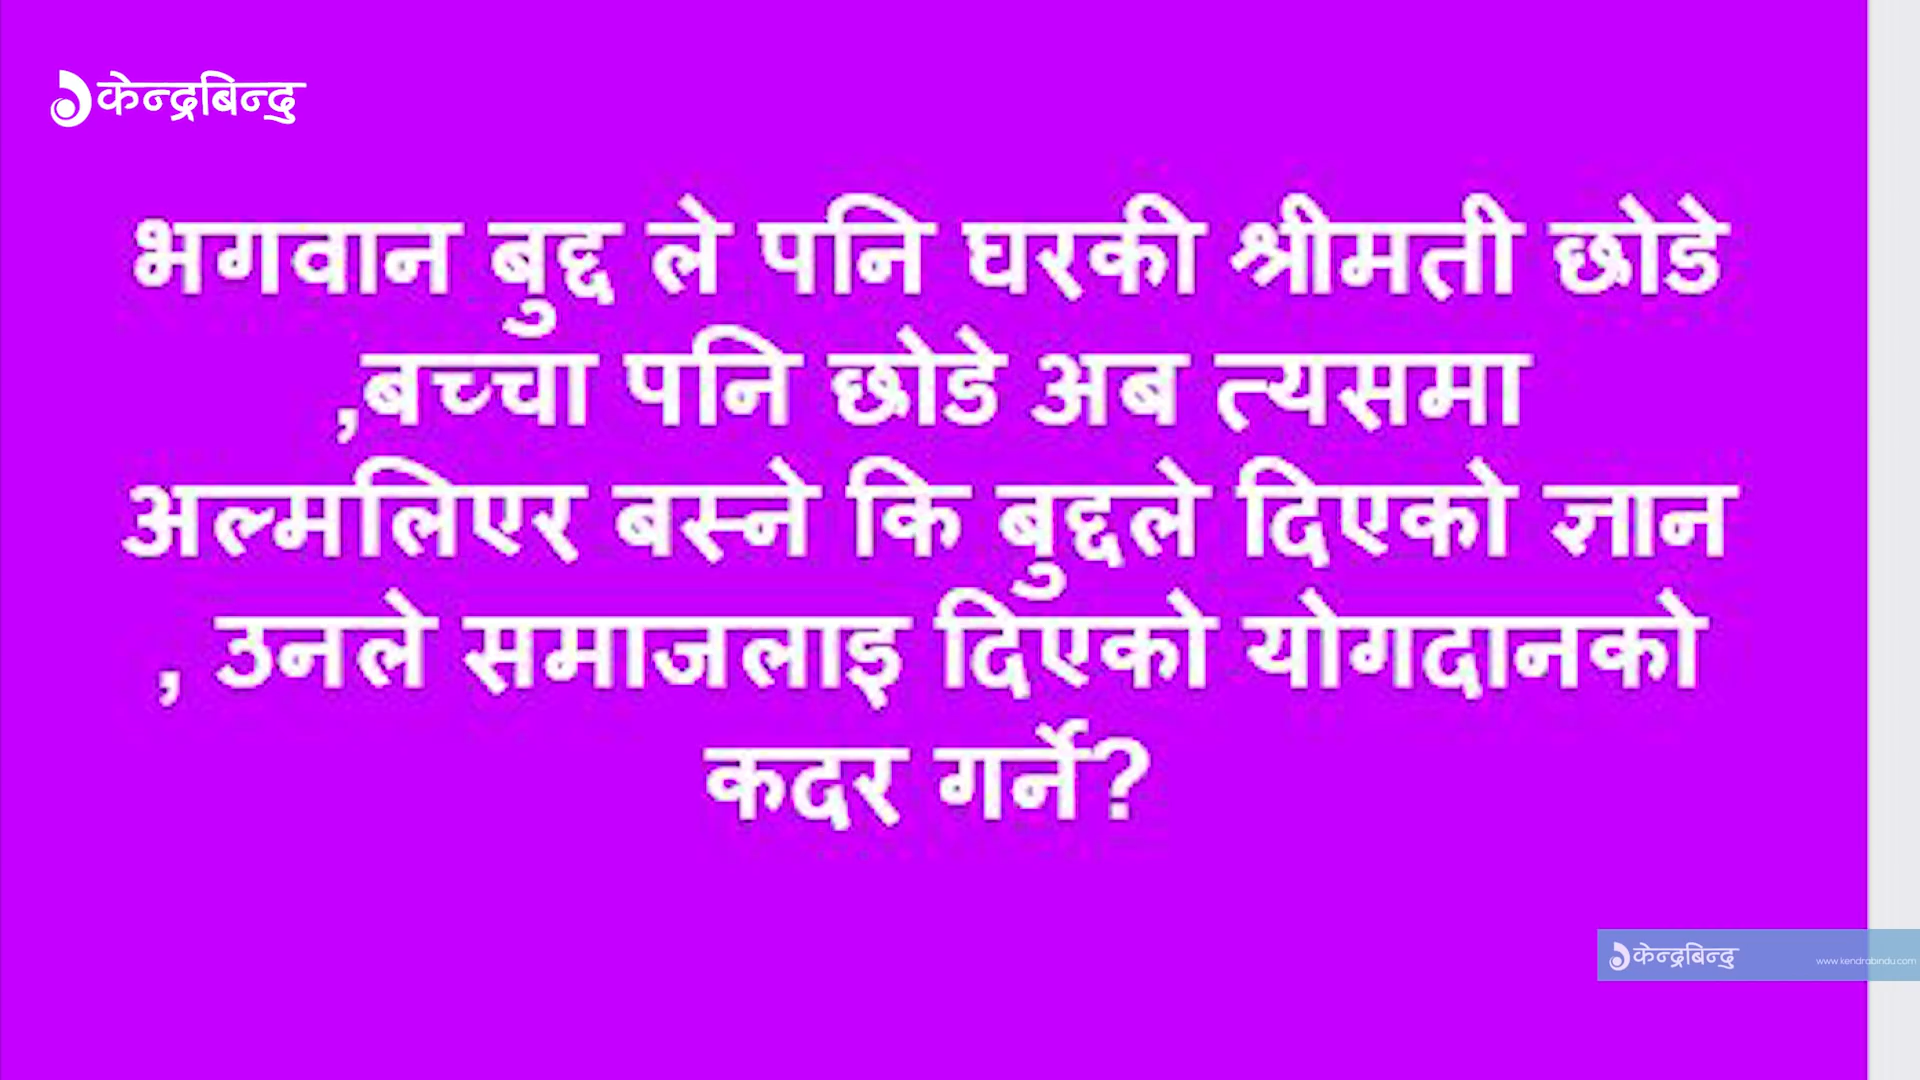 केन्द्रबिन्दु
भगवान बुद्द ले पनि घरकी श्रीमती छोडे
,बच्चा पनि छोडे अब त्यसमा
अल्मलिएर बस्ने कि बुद्दले दिएको ज्ञान
, उनले समाजलाइ दिएको योगदानको
कदर गर्ने?
केन्द्रबिन्दु www.kendrabindu.com